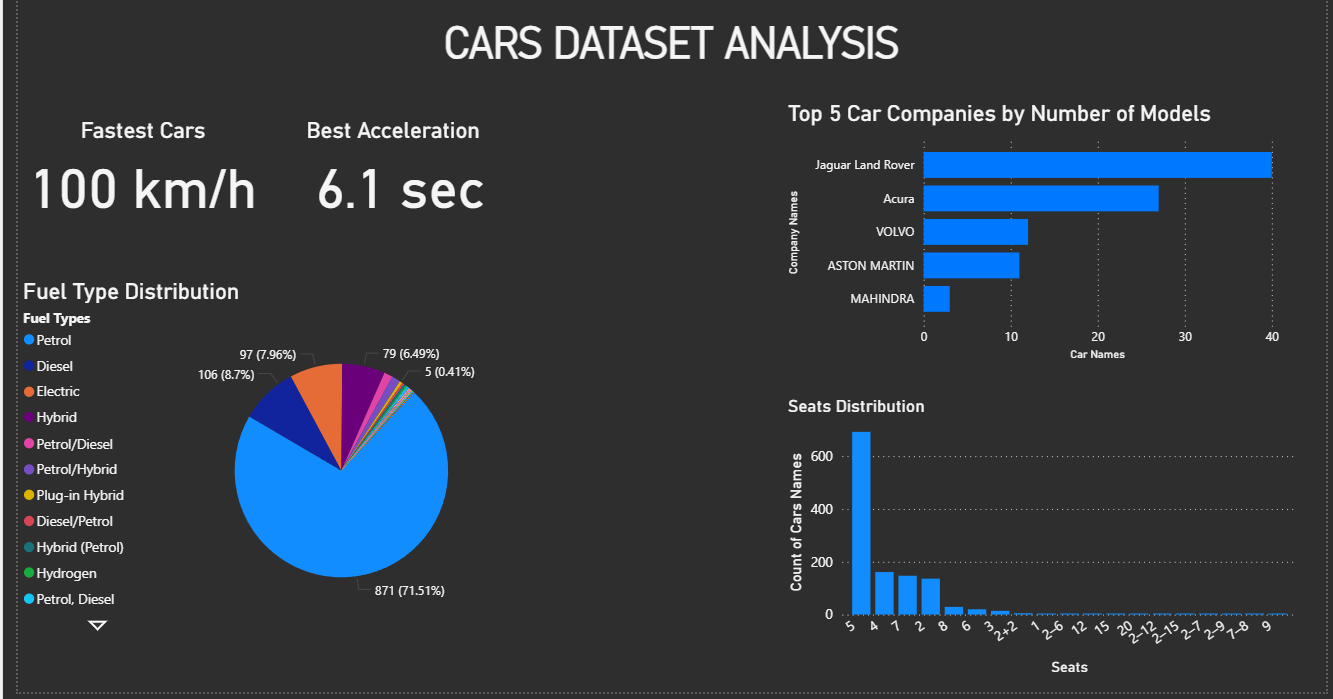 CARS DATASET ANALYSIS
Fastest Cars
100 km/h
Best Acceleration
6.1 sec
Fuel Type Distribution
Fuel Types
Petrol
Diesel
Electric
Hybrid
Petrol/Diesel
Petrol/Hybrid
Plug-in Hybrid
Diesel/Petrol
Hybrid (Petrol)
Hydrogen
Petrol, Diesel
97 (7.96%)
79 (6.49%)
106 (8.7%)
5 (0.41%)
871 (71.51%)
Top 5 Car Companies by Number of Models
Company Names
Jaguar Land Rover
Acura
VOLVO
ASTON MARTIN
MAHINDRA
0 10 20 30 40
Car Names
Seats Distribution
Count of Cars Names
600
400
200
0
5 4 7 2 8 6 3 2+2 1 2–6 12 15 20 2–12 2–15 2–7 2–9 7–8 9
Seats